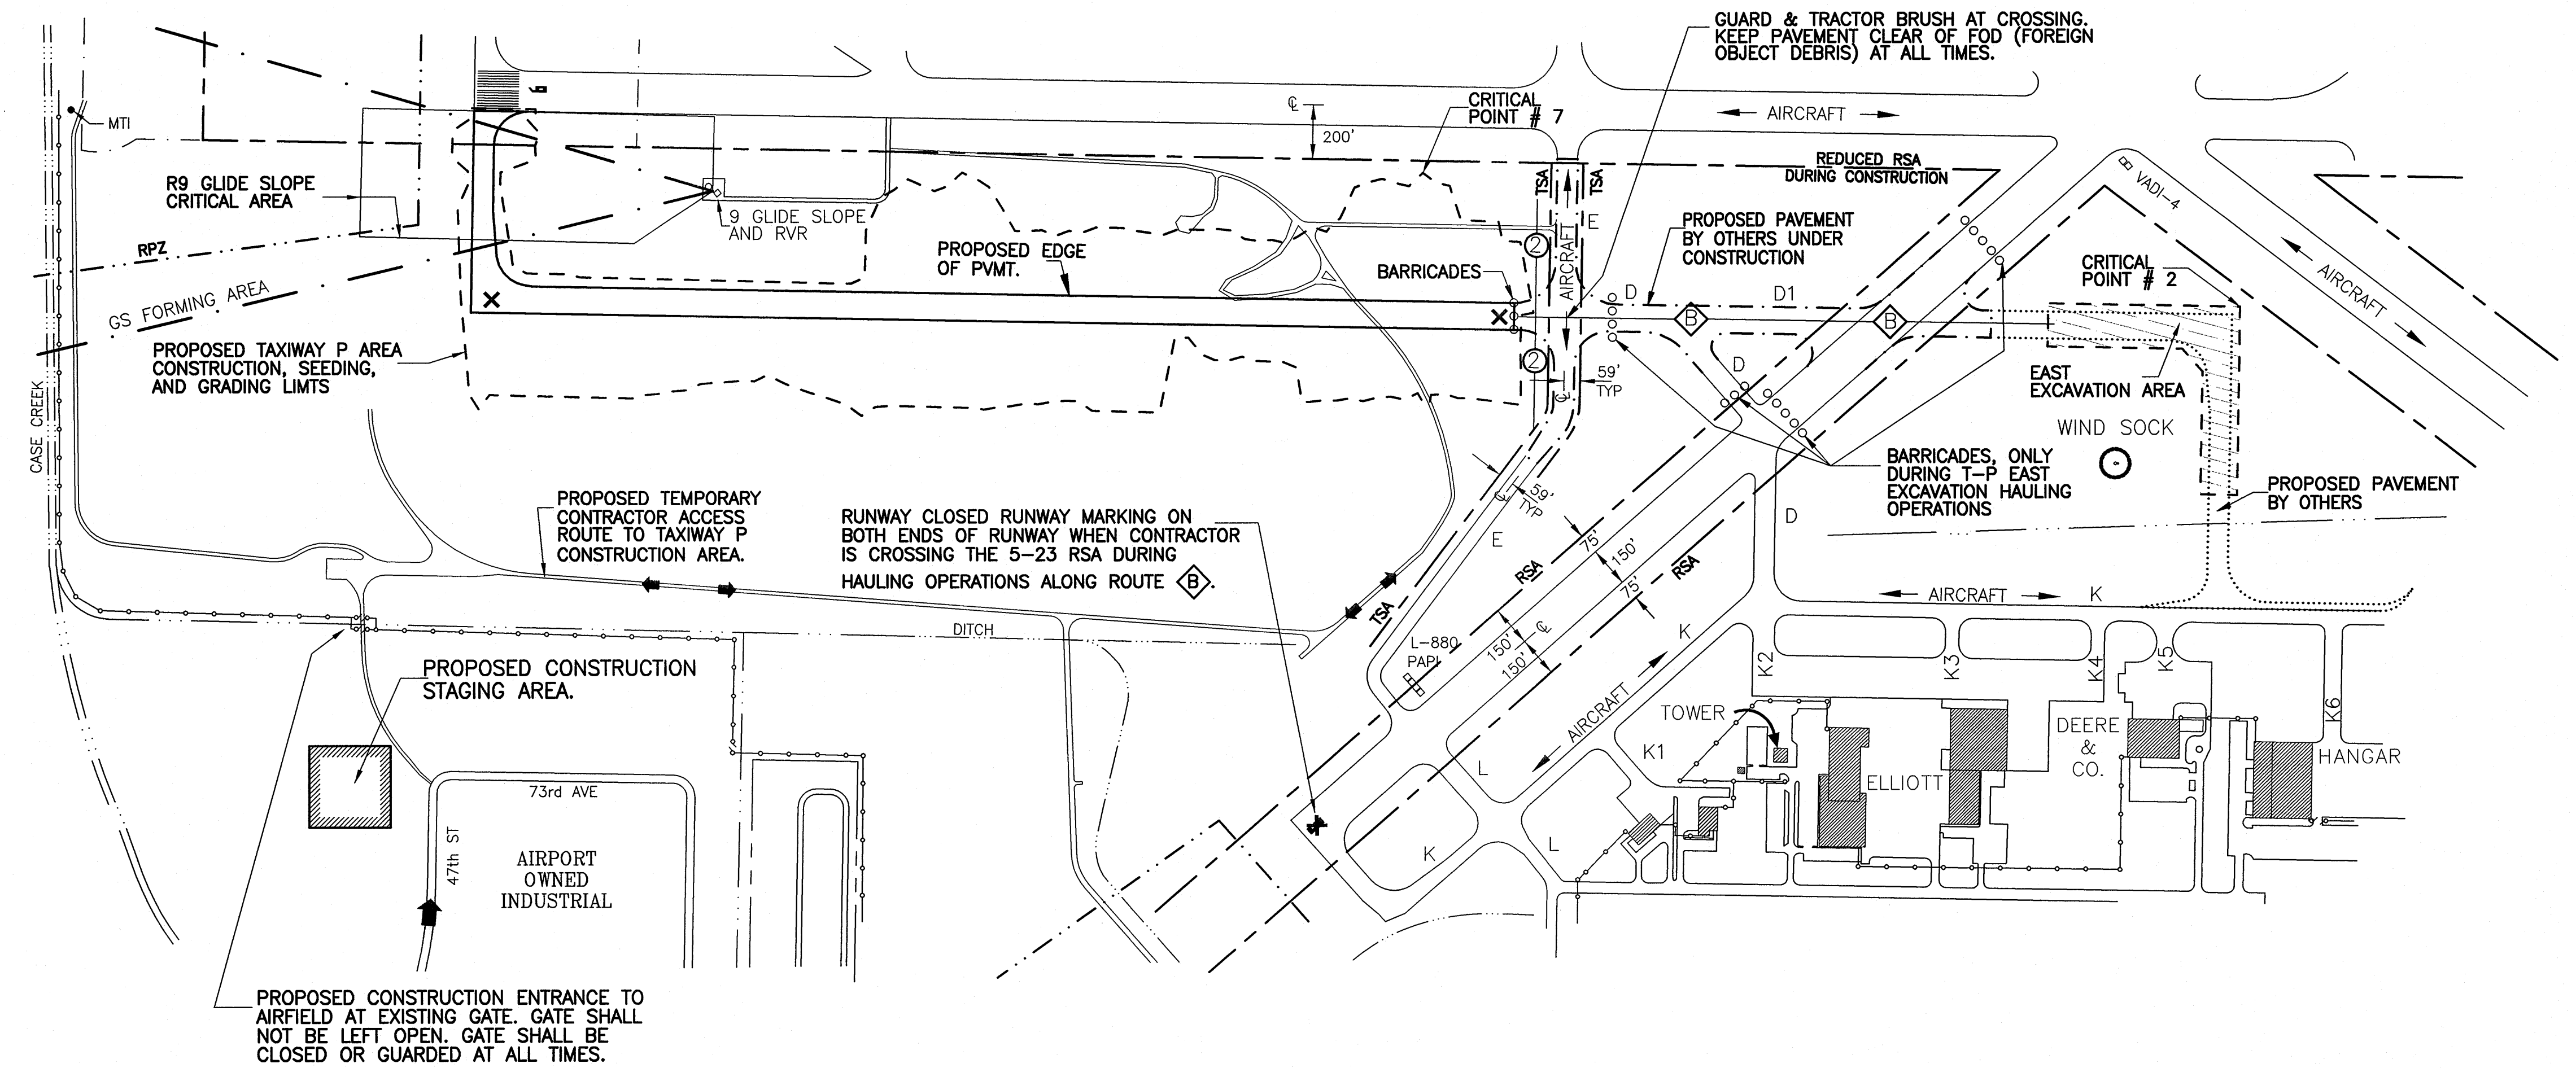 GUARD & TRACTOR BRUSH AT CROSSING.
KEEP PAVEMENT CLEAR OF FOD (FOREIGN
OBJECT DEBRIS) AT ALL TIMES.
9
℄
200'
CRITICAL
POINT # 7
AIRCRAFT
MTI
REDUCED RSA
DURING CONSTRUCTION
VADI-4
R9 GLIDE SLOPE
CRITICAL AREA
TSA
TSA
E
AIRCRAFT
9 GLIDE SLOPE
AND RVR
RPZ
PROPOSED EDGE
OF PVMT.
2
BARRICADES
PROPOSED PAVEMENT
BY OTHERS UNDER
CONSTRUCTION
CRITICAL
POINT # 2
AIRCRAFT
GS FORMING AREA
X
X
D
D1
B
B
PROPOSED TAXIWAY P AREA
CONSTRUCTION, SEEDING,
AND GRADING LIMTS
2
59'
TYP
℄
D
EAST
EXCAVATION AREA
CASE CREEK
WIND SOCK
BARRICADES, ONLY
DURING T-P EAST
EXCAVATION HAULING
OPERATIONS
PROPOSED PAVEMENT
BY OTHERS
PROPOSED TEMPORARY
CONTRACTOR ACCESS
ROUTE TO TAXIWAY P
CONSTRUCTION AREA.
RUNWAY CLOSED RUNWAY MARKING ON
BOTH ENDS OF RUNWAY WHEN CONTRACTOR
IS CROSSING THE 5-23 RSA DURING
HAULING OPERATIONS ALONG ROUTE B.
℄
59'
TYP
E
D
75'
150'
75'
RSA
RSA
TSA
AIRCRAFT
K
DITCH
L-880
PAPI
150'
℄
150'
K
AIRCRAFT
K2
K3
K4
K5
K6
PROPOSED CONSTRUCTION
STAGING AREA.
TOWER
DEERE
&
CO.
HANGAR
K1
L
ELLIOTT
73rd AVE
47th ST
K
L
AIRPORT
OWNED
INDUSTRIAL
PROPOSED CONSTRUCTION ENTRANCE TO
AIRFIELD AT EXISTING GATE. GATE SHALL
NOT BE LEFT OPEN. GATE SHALL BE
CLOSED OR GUARDED AT ALL TIMES.